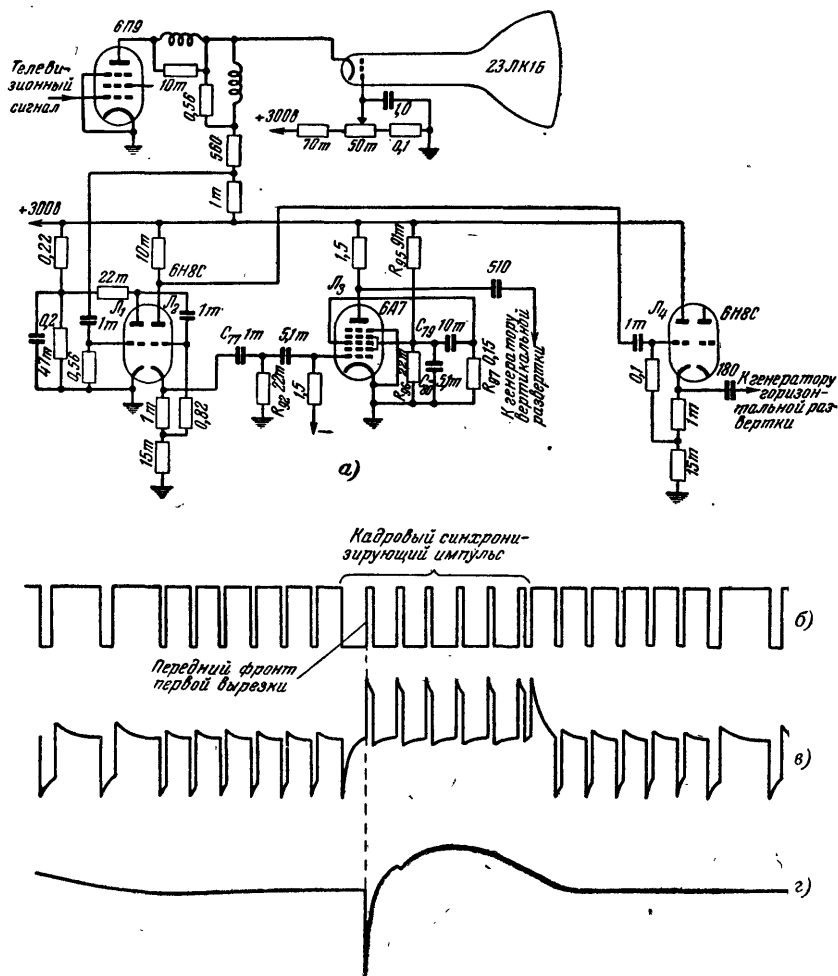 6П9
Телеви-
зионный
сигнал
10т
0,56
560
1т
23ЛК1Б
1,0
+300в
70т
50т
0,1
+300в
0,22
10т
6Н8С
22т
Л₁
Л₂
1т
1т
47т
0,2
0,56
1т
0,82
15т
C₇₇ 1т
5,1т
R₉₂ 22т
1,5
1,5
Л₃
6А7
R₉₅ 91т
C₇₉ 10т
R₉₆ 22т
5,1т
R₉₇ 0,15
510
К генератору
вертикальной
развертки
1т
Л₄
6Н8С
0,1
180
К генератору
горизон-
тальной раз-
вертки
1т
15т
а)
Кадровый синхрони-
зирующий импульс
б)
Передний фронт
первой вырезки
в)
г)